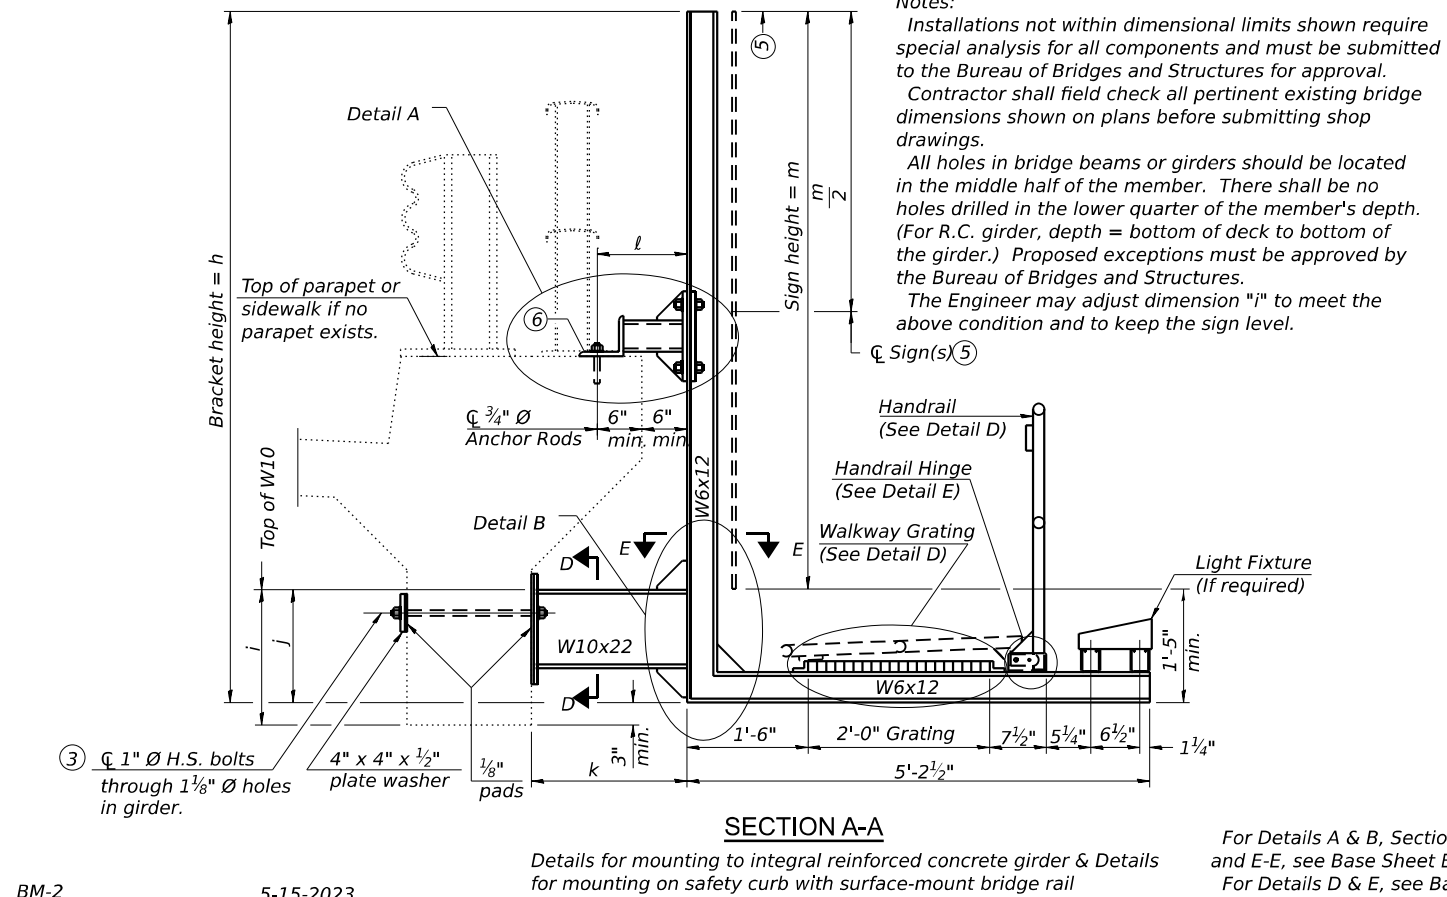 Notes:
Installations not within dimensional limits shown require
special analysis for all components and must be submitted
to the Bureau of Bridges and Structures for approval.
Contractor shall field check all pertinent existing bridge
dimensions shown on plans before submitting shop
drawings.
All holes in bridge beams or girders should be located
in the middle half of the member. There shall be no
holes drilled in the lower quarter of the member's depth.
(For R.C. girder, depth = bottom of deck to bottom of
the girder.) Proposed exceptions must be approved by
the Bureau of Bridges and Structures.
The Engineer may adjust dimension "i" to meet the
above condition and to keep the sign level.
5
Detail A
Bracket height = h
Sign height = m
m
2
ℓ
Top of parapet or
sidewalk if no
parapet exists.
6
℄ Sign(s) 5
℄ ¾" Ø
Anchor Rods
6"
min.
6"
min.
Handrail
(See Detail D)
Handrail Hinge
(See Detail E)
Walkway Grating
(See Detail D)
Top of W10
W6x12
Detail B
E
E
D
D
Light Fixture
(If required)
i
j
W10x22
W6x12
1'-5"
min.
3"
min.
1'-6"
2'-0" Grating
7½"
5¼"
6½"
1¼"
3
℄ 1" Ø H.S. bolts
through 1⅛" Ø holes
in girder.
4" x 4" x ½"
plate washer
⅛"
pads
k
5'-2½"
SECTION A-A
Details for mounting to integral reinforced concrete girder & Details
for mounting on safety curb with surface-mount bridge rail
For Details A & B, Sectio
and E-E, see Base Sheet
For Details D & E, see Ba
BM-2
5-15-2023